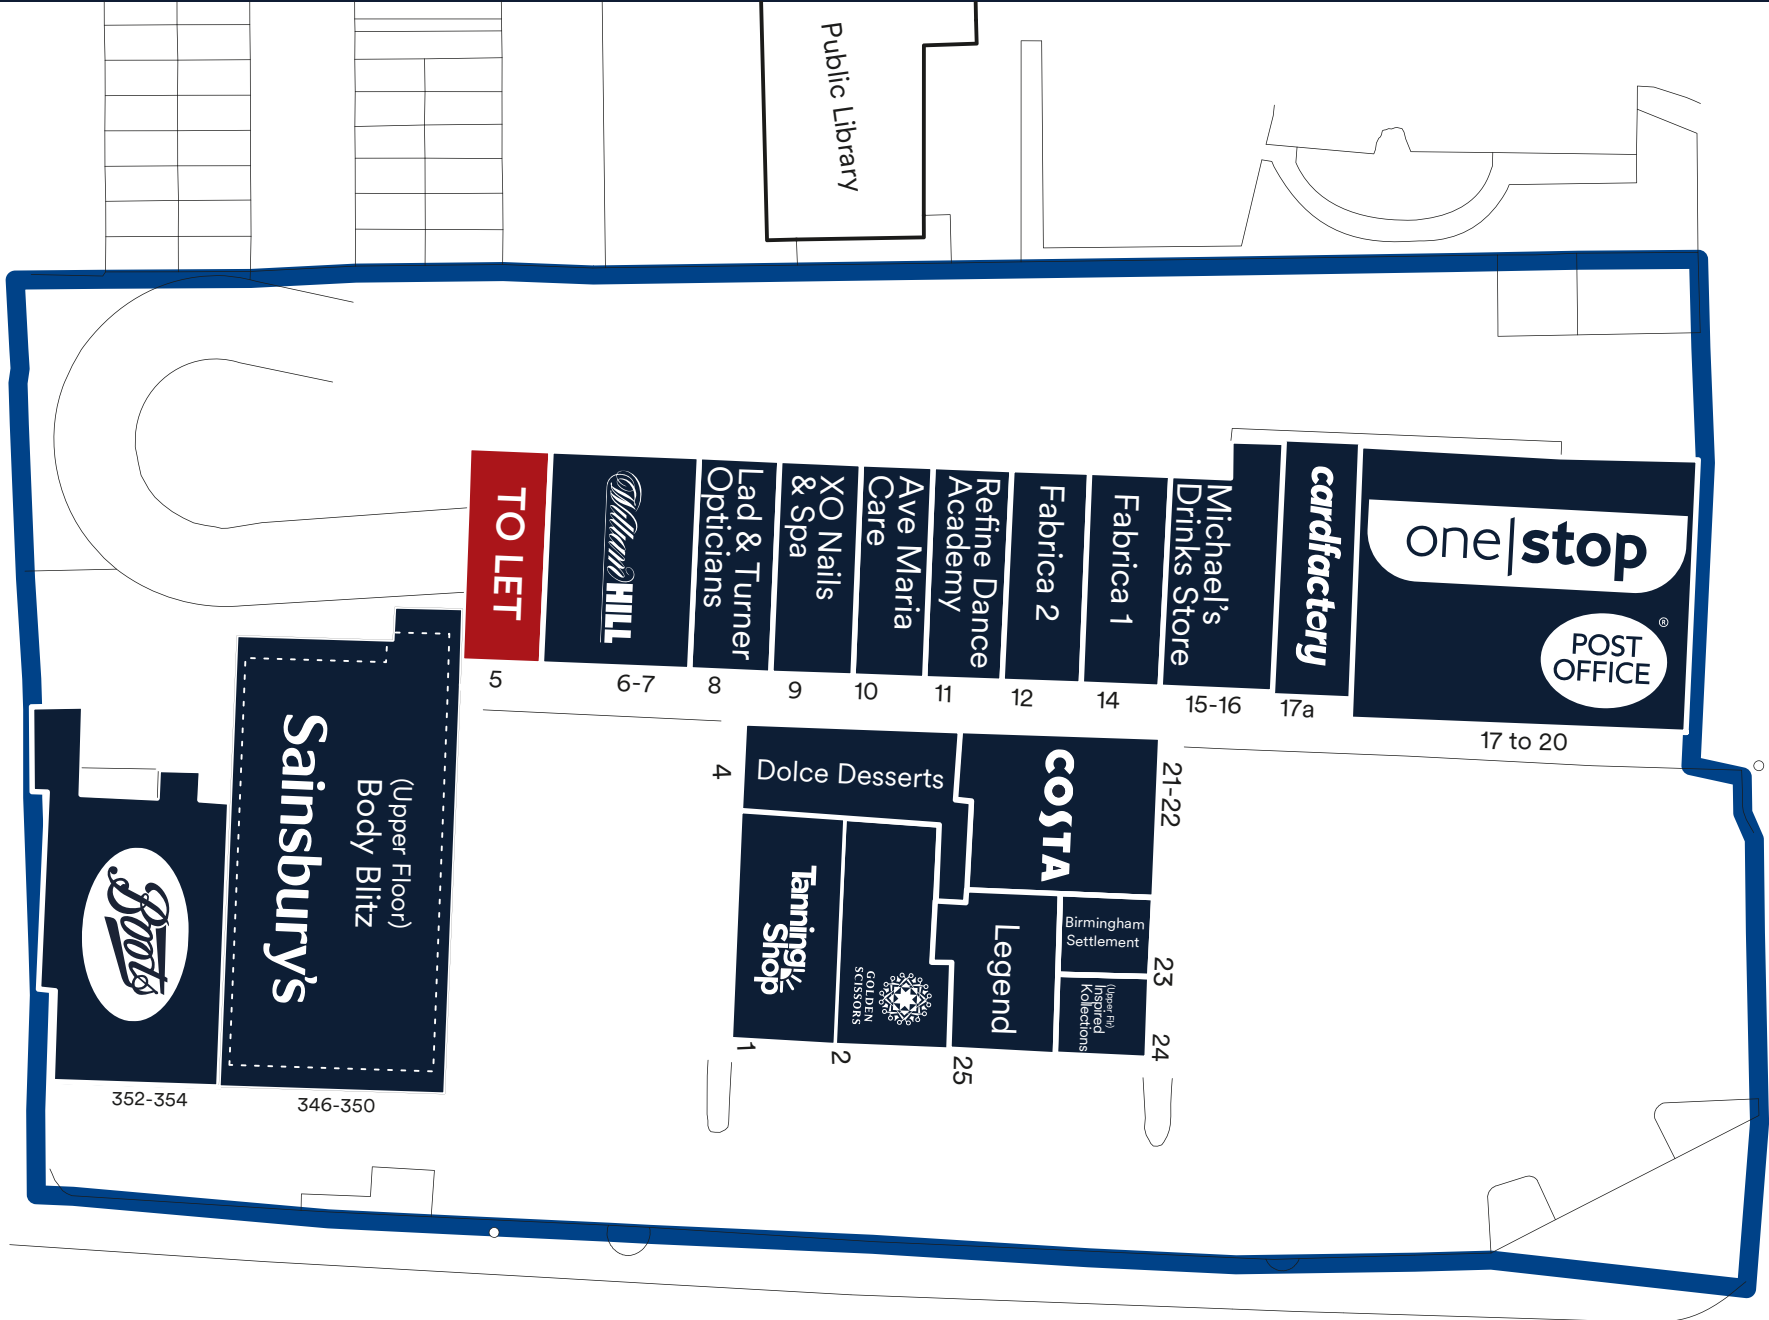 Public Library
TO LET
William HILL
Lad & Turner
Opticians
XO Nails
& Spa
Ave Maria
Care
Refine Dance
Academy
Fabrica 2
Fabrica 1
Michael's
Drinks Store
cardfactory
one|stop
POST
OFFICE
®
5
6-7
8
9
10
11
12
14
15-16
17a
17 to 20
Boots
Sainsbury's
(Upper Floor)
Body Blitz
352-354
346-350
4
Dolce Desserts
COSTA
21-22
Tanning
Shop
GOLDEN
SCISSORS
Legend
Birmingham
Settlement
23
(Upper Flr)
Inspired
Kollections
24
1
2
25